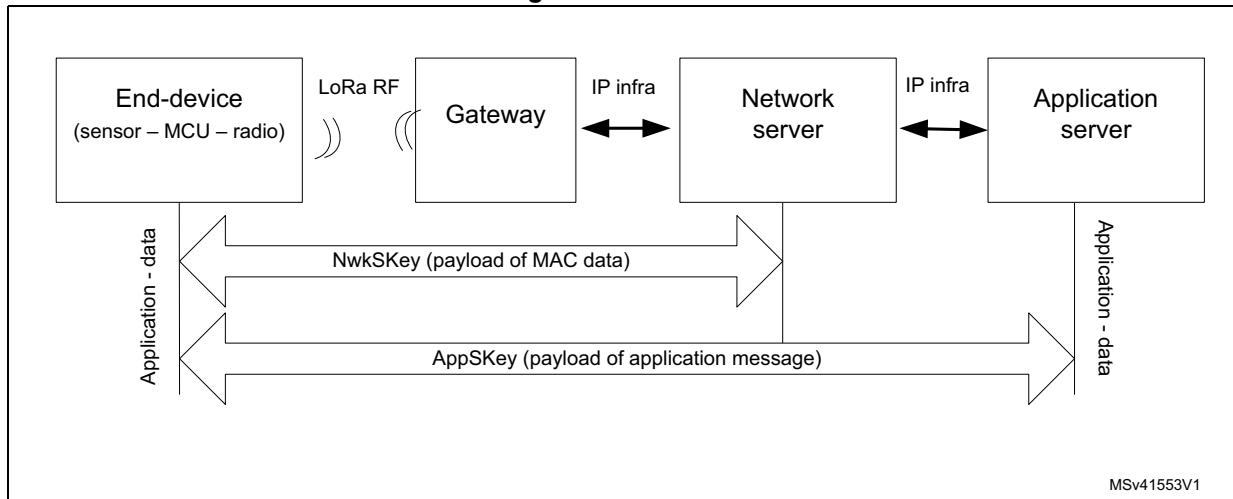 End-device
(sensor – MCU – radio)
LoRa RF
Gateway
IP infra
Network
server
IP infra
Application
server
Application - data
NwkSKey (payload of MAC data)
AppSKey (payload of application message)
Application - data
MSv41553V1